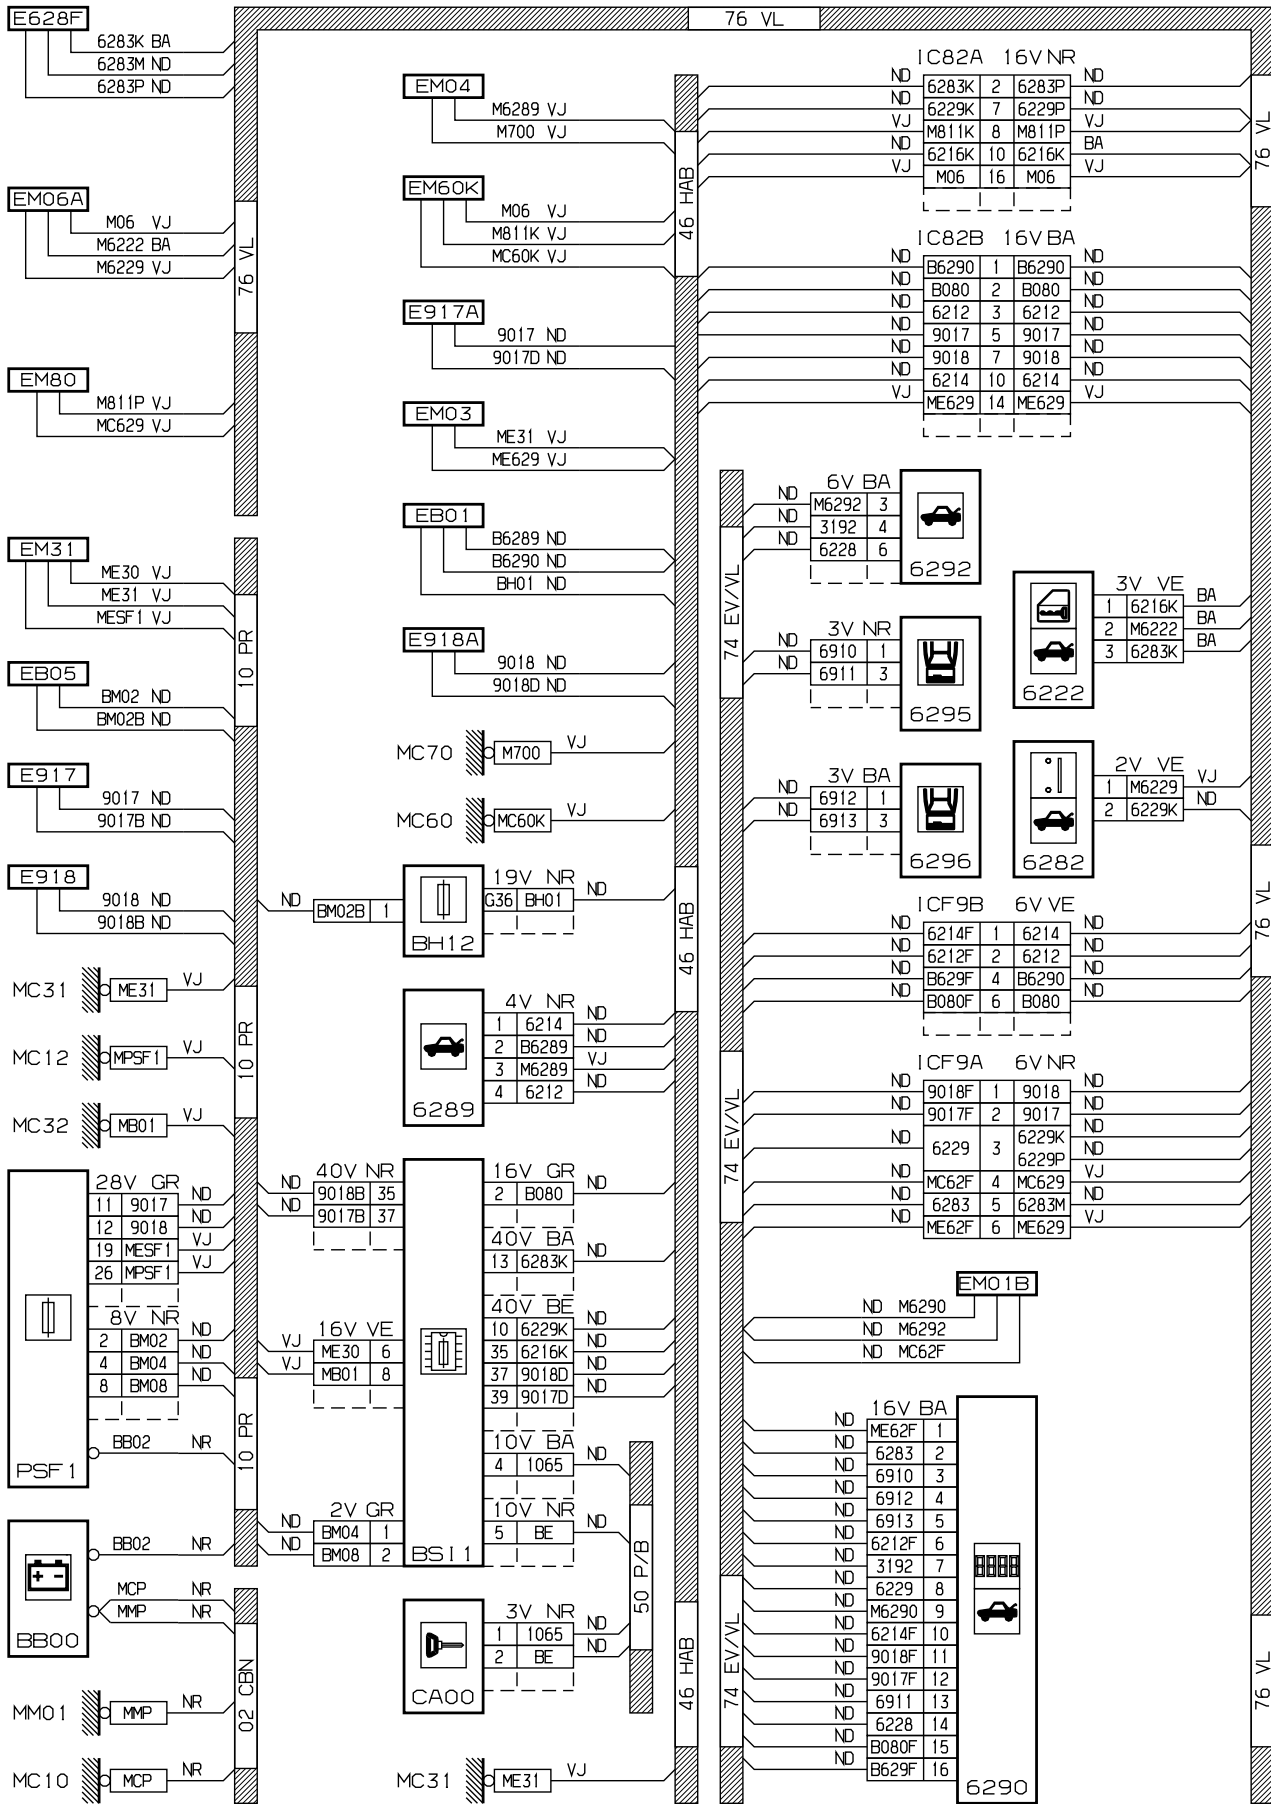 76 VL
E628F
6283K BA
6283M ND
6283P ND
EM06A
M06 VJ
M6222 BA
M6229 VJ
76 VL
EM80
M811P VJ
MC629 VJ
EM31
ME30 VJ
ME31 VJ
MESF1 VJ
10 PR
EB05
BM02 ND
BM02B ND
E917
9017 ND
9017B ND
E918
9018 ND
9018B ND
MC31 ME31 VJ
MC12 MPSF1 VJ
10 PR
MC32 MB01 VJ
28V GR
11 9017 ND
12 9018 ND
19 MESF1 VJ
26 MPSF1 VJ
8V NR
2 BM02 ND
4 BM04 ND
8 BM08 ND
BB02 NR
PSF1
10 PR
BB02 NR
MCP NR
MMP NR
BB00
02 CBN
MM01 MMP NR
MC10 MCP NR
EM04
M6289 VJ
M700 VJ
EM60K
M06 VJ
M811K VJ
MC60K VJ
46 HAB
E917A
9017 ND
9017D ND
EM03
ME31 VJ
ME629 VJ
EB01
B6289 ND
B6290 ND
BH01 ND
E918A
9018 ND
9018D ND
MC70 M700 VJ
MC60 MC60K VJ
19V NR
ND BM02B 1
G36 BH01 ND
BH12
46 HAB
4V NR
1 6214 ND
2 B6289 ND
3 M6289 VJ
4 6212 ND
6289
40V NR
ND 9018B 35
ND 9017B 37
16V GR
2 B080 ND
40V BA
13 6283K ND
40V BE
10 6229K ND
35 6216K ND
37 9018D ND
39 9017D ND
16V VE
VJ ME30 6
VJ MB01 8
10V BA
4 1065 ND
10V NR
5 BE ND
2V GR
ND BM04 1
ND BM08 2
BSI1
50 P/B
3V NR
1 1065 ND
2 BE ND
CA00
46 HAB
MC31 ME31 VJ
IC82A 16V NR
ND 6283K 2 6283P ND
ND 6229K 7 6229P ND
VJ M811K 8 M811P VJ
ND 6216K 10 6216K BA
VJ M06 16 M06 VJ
76 VL
IC82B 16V BA
ND B6290 1 B6290 ND
ND B080 2 B080 ND
ND 6212 3 6212 ND
ND 9017 5 9017 ND
ND 9018 7 9018 ND
ND 6214 10 6214 ND
VJ ME629 14 ME629 VJ
6V BA
ND M6292 3
ND 3192 4
ND 6228 6
6292
74 EV/VL
3V NR
ND 6910 1
ND 6911 3
6295
3V BA
ND 6912 1
ND 6913 3
6296
3V VE
1 6216K BA
2 M6222 BA
3 6283K BA
6222
2V VE
1 M6229 VJ
2 6229K ND
6282
76 VL
ICF9B 6V VE
ND 6214F 1 6214 ND
ND 6212F 2 6212 ND
ND B629F 4 B6290 ND
ND B080F 6 B080 ND
ICF9A 6V NR
ND 9018F 1 9018 ND
ND 9017F 2 9017 ND
ND 6229 3 6229K ND
6229P ND
ND MC62F 4 MC629 VJ
ND 6283 5 6283M ND
ND ME62F 6 ME629 VJ
74 EV/VL
EM01B
ND M6290
ND M6292
ND MC62F
16V BA
ND ME62F 1
ND 6283 2
ND 6910 3
ND 6912 4
ND 6913 5
ND 6212F 6
ND 3192 7
ND 6229 8
ND M6290 9
ND 6214F 10
ND 9018F 11
ND 9017F 12
ND 6911 13
ND 6228 14
ND B080F 15
ND B629F 16
6290
74 EV/VL
76 VL